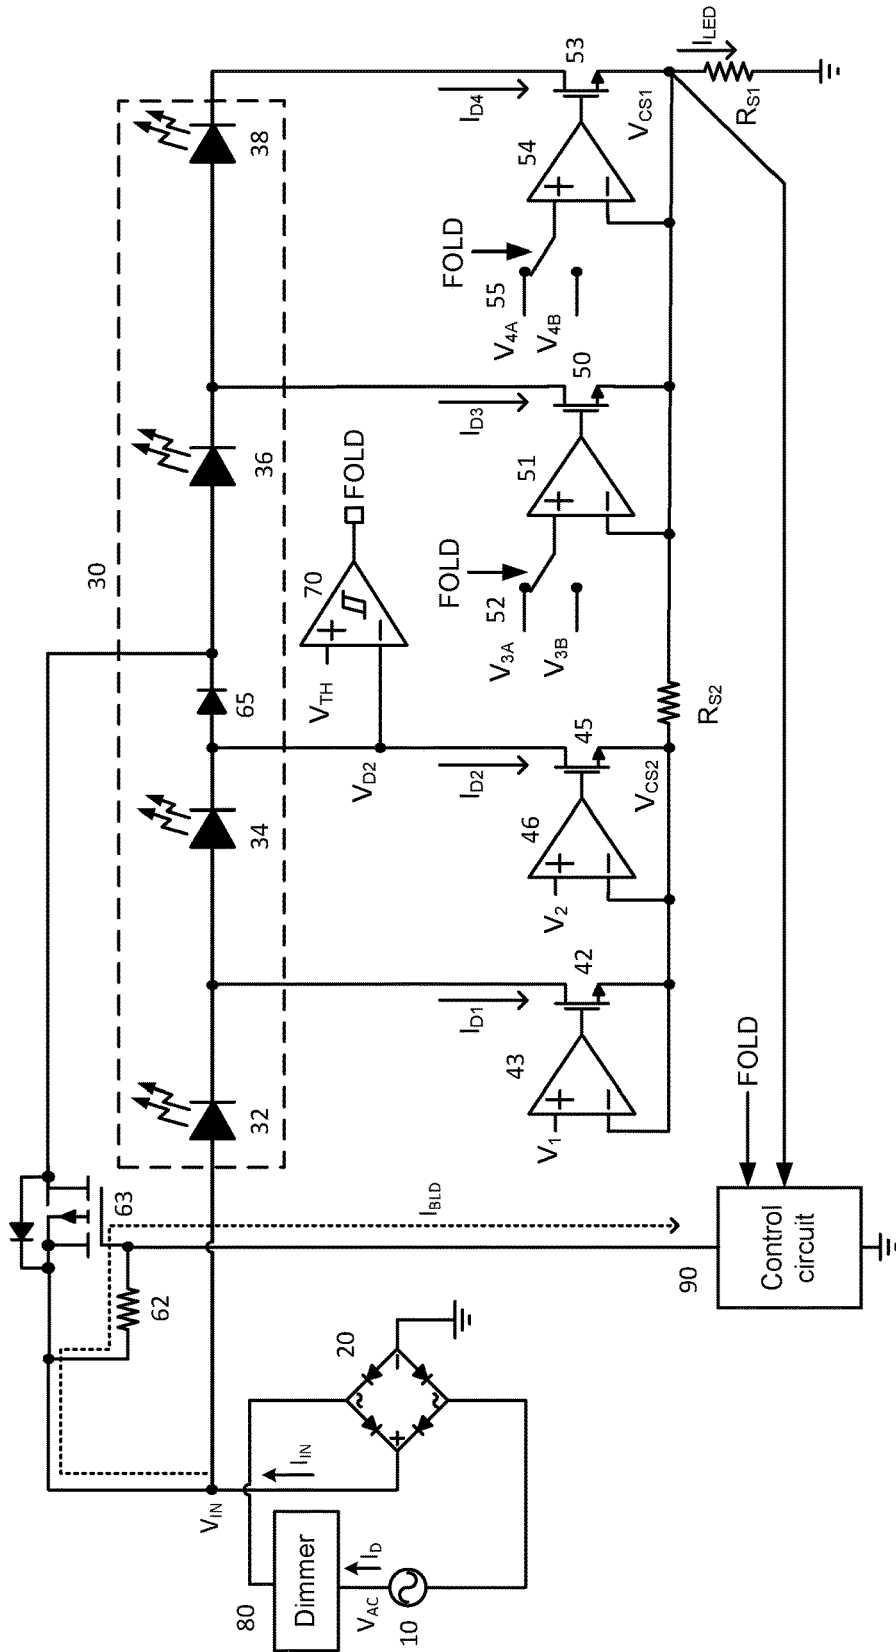 30
32
34
65
36
38
63
62
20
V_IN
I_IN
80
Dimmer
I_D
V_AC
10
+
−
~
~
I_BLD
90
Control
circuit
FOLD
V_TH
+
−
70
FOLD
V_D2
I_D1
I_D2
I_D3
I_D4
V_1
+
−
43
42
V_2
+
−
46
45
V_CS2
R_S2
FOLD
V_3A
V_3B
52
+
−
51
50
FOLD
V_4A
V_4B
55
+
−
54
53
V_CS1
I_LED
R_S1